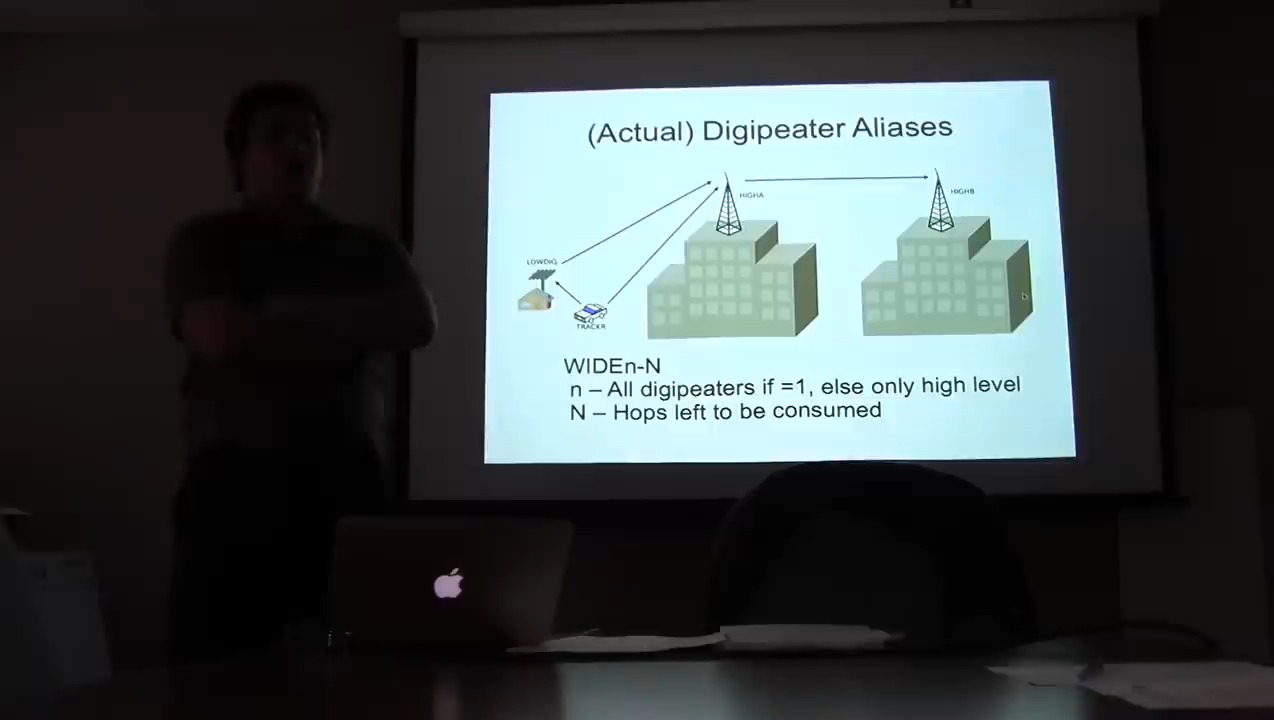 (Actual) Digipeater Aliases
HIGHA
HIGHB
LOWDIG
TRACKR
WIDEn-N
n – All digipeaters if =1, else only high level
N – Hops left to be consumed